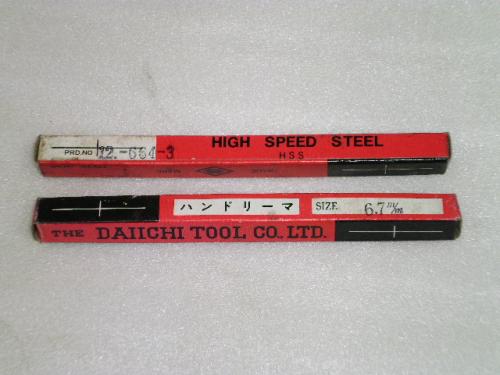 PRD.NO 12-664-3
HIGH SPEED STEEL
HSS
ハンドリーマ
SIZE 6.7 m/m
THE DAIICHI TOOL CO., LTD.